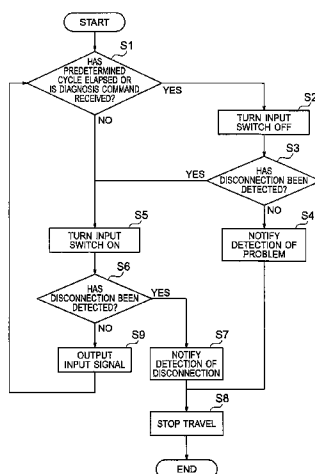 START
S1
HAS
PREDETERMINED
CYCLE ELAPSED OR
IS DIAGNOSIS COMMAND
RECEIVED?
YES
NO
S2
TURN INPUT
SWITCH OFF
S3
HAS
DISCONNECTION BEEN
DETECTED?
YES
NO
S4
NOTIFY
DETECTION OF
PROBLEM
S5
TURN INPUT
SWITCH ON
S6
HAS
DISCONNECTION BEEN
DETECTED?
YES
NO
S9
OUTPUT
INPUT SIGNAL
S7
NOTIFY
DETECTION OF
DISCONNECTION
S8
STOP TRAVEL
END